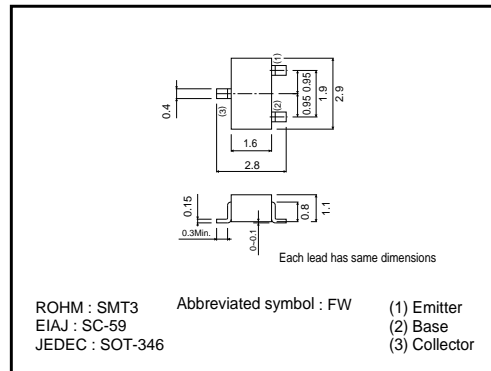 (1)
(2)
(3)
0.4
0.95 0.95
1.9
2.9
1.6
2.8
0.15
0.3Min.
0~0.1
0.8
1.1
Each lead has same dimensions
ROHM : SMT3 Abbreviated symbol : FW (1) Emitter
EIAJ : SC-59 (2) Base
JEDEC : SOT-346 (3) Collector